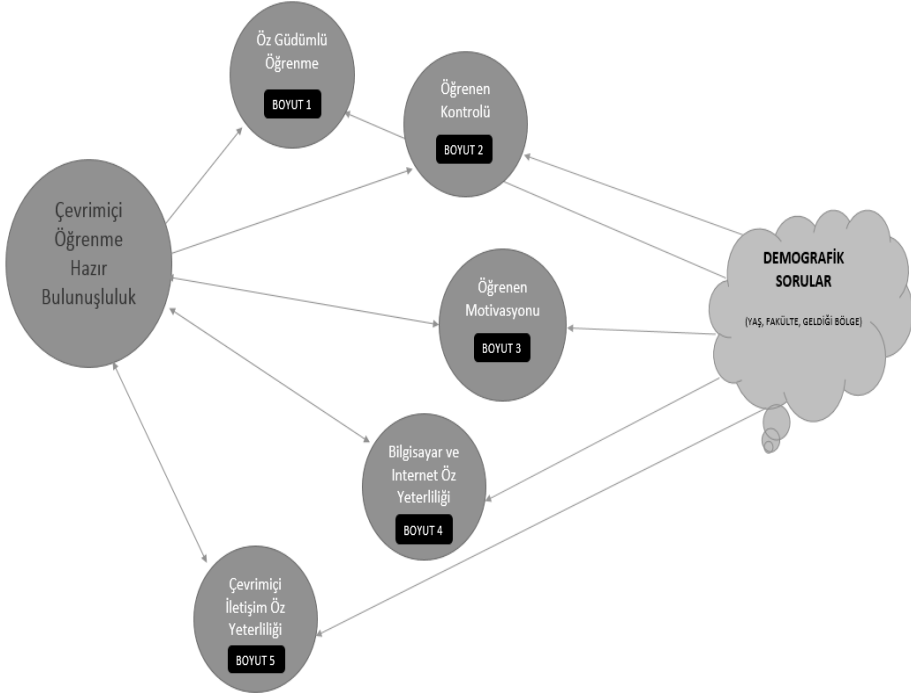 Öz Güdümlü
Öğrenme
BOYUT 1
Öğrenen
Kontrolü
BOYUT 2
Çevrimiçi
Öğrenme
Hazır
Bulunuşluluk
DEMOGRAFİK
SORULAR
(YAŞ, FAKÜLTE, GELDİĞİ BÖLGE)
Öğrenen
Motivasyonu
BOYUT 3
Bilgisayar ve
Internet Öz
Yeterliliği
BOYUT 4
Çevrimiçi
İletişim Öz
Yeterliliği
BOYUT 5